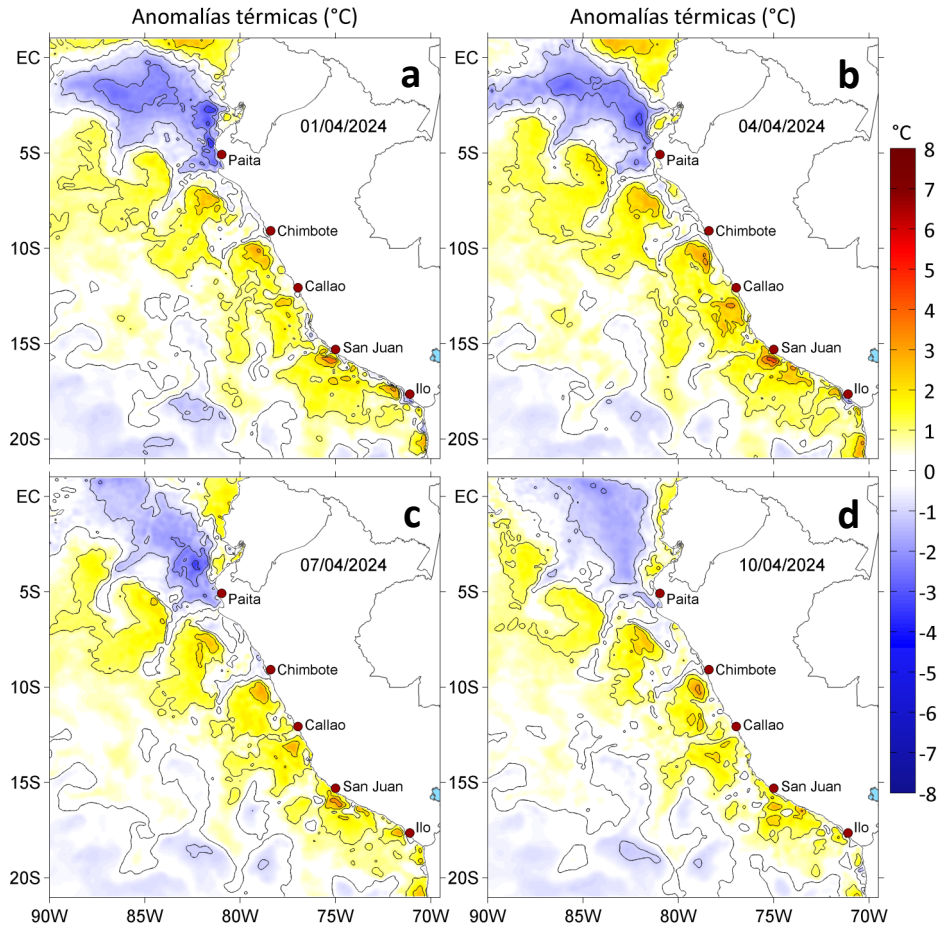 Anomalías térmicas (°C)
Anomalías térmicas (°C)
EC
5S
10S
15S
20S
a
01/04/2024
Paita
Chimbote
Callao
San Juan
Ilo
EC
5S
10S
15S
20S
b
04/04/2024
Paita
Chimbote
Callao
San Juan
Ilo
EC
5S
10S
15S
20S
c
07/04/2024
Paita
Chimbote
Callao
San Juan
Ilo
90W 85W 80W 75W 70W
EC
5S
10S
15S
20S
d
10/04/2024
Paita
Chimbote
Callao
San Juan
Ilo
90W 85W 80W 75W 70W
°C
8
7
6
5
4
3
2
1
0
-1
-2
-3
-4
-5
-6
-7
-8